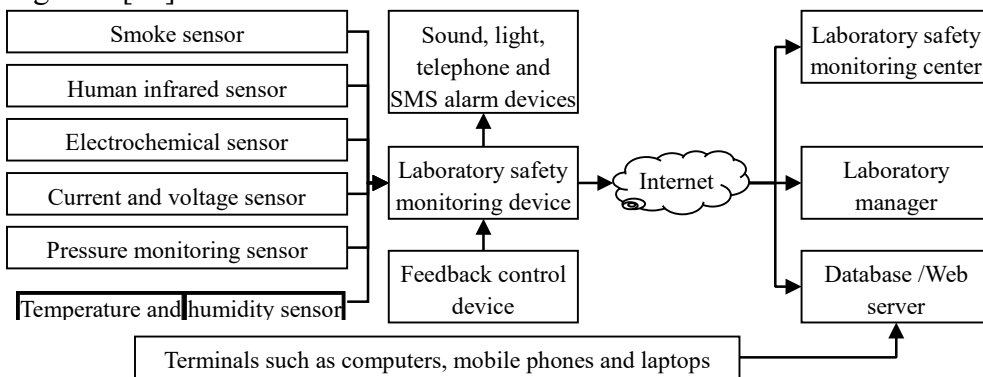 Smoke sensor
Human infrared sensor
Electrochemical sensor
Current and voltage sensor
Pressure monitoring sensor
Temperature and humidity sensor
Sound, light,
telephone and
SMS alarm devices
Laboratory safety
monitoring device
Feedback control
device
Internet
Laboratory safety
monitoring center
Laboratory
manager
Database /Web
server
Terminals such as computers, mobile phones and laptops